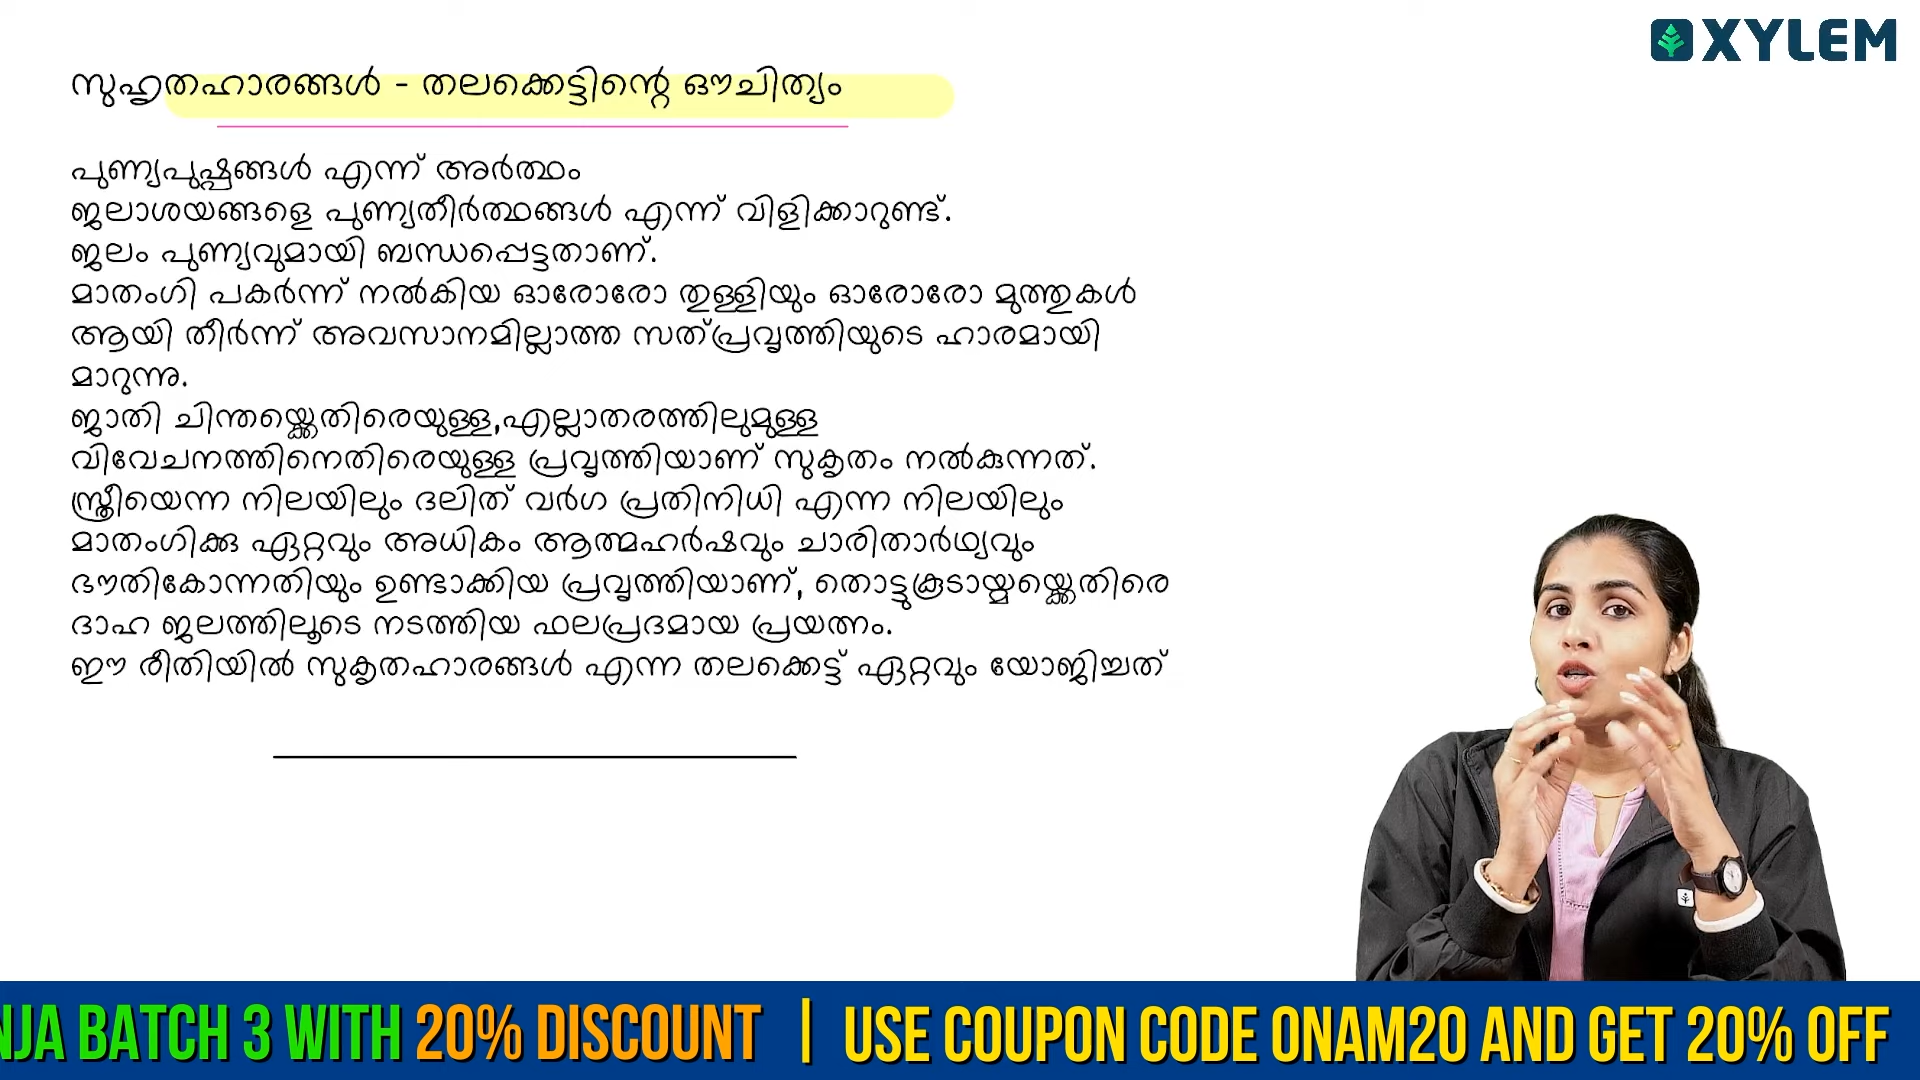 XYLEM
സുഹൃതഹാരങ്ങൾ - തലക്കെട്ടിന്റെ ഔചിത്യം
പുണ്യപുഷ്പങ്ങൾ എന്ന് അർത്ഥം
ജലാശയങ്ങളെ പുണ്യതീർത്ഥങ്ങൾ എന്ന് വിളിക്കാറുണ്ട്.
ജലം പുണ്യവുമായി ബന്ധപ്പെട്ടതാണ്.
മാതംഗി പകർന്ന് നൽകിയ ഓരോരോ തുള്ളിയും ഓരോരോ മുത്തുകൾ
ആയി തീർന്ന് അവസാനമില്ലാത്ത സത്പ്രവൃത്തിയുടെ ഹാരമായി
മാറുന്നു.
ജാതി ചിന്തയ്ക്കെതിരെയുള്ള,എല്ലാതരത്തിലുമുള്ള
വിവേചനത്തിനെതിരെയുള്ള പ്രവൃത്തിയാണ് സുകൃതം നൽകുന്നത്.
സ്ത്രീയെന്ന നിലയിലും ദലിത് വർഗ പ്രതിനിധി എന്ന നിലയിലും
മാതംഗിക്കു ഏറ്റവും അധികം ആത്മഹർഷവും ചാരിതാർഥ്യവും
ഭൗതികോന്നതിയും ഉണ്ടാക്കിയ പ്രവൃത്തിയാണ്, തൊട്ടുകൂടായ്മയ്ക്കെതിരെ
ദാഹ ജലത്തിലൂടെ നടത്തിയ ഫലപ്രദമായ പ്രയത്നം.
ഈ രീതിയിൽ സുകൃതഹാരങ്ങൾ എന്ന തലക്കെട്ട് ഏറ്റവും യോജിച്ചത്
NJA BATCH 3 WITH 20% DISCOUNT | USE COUPON CODE ONAM20 AND GET 20% OFF